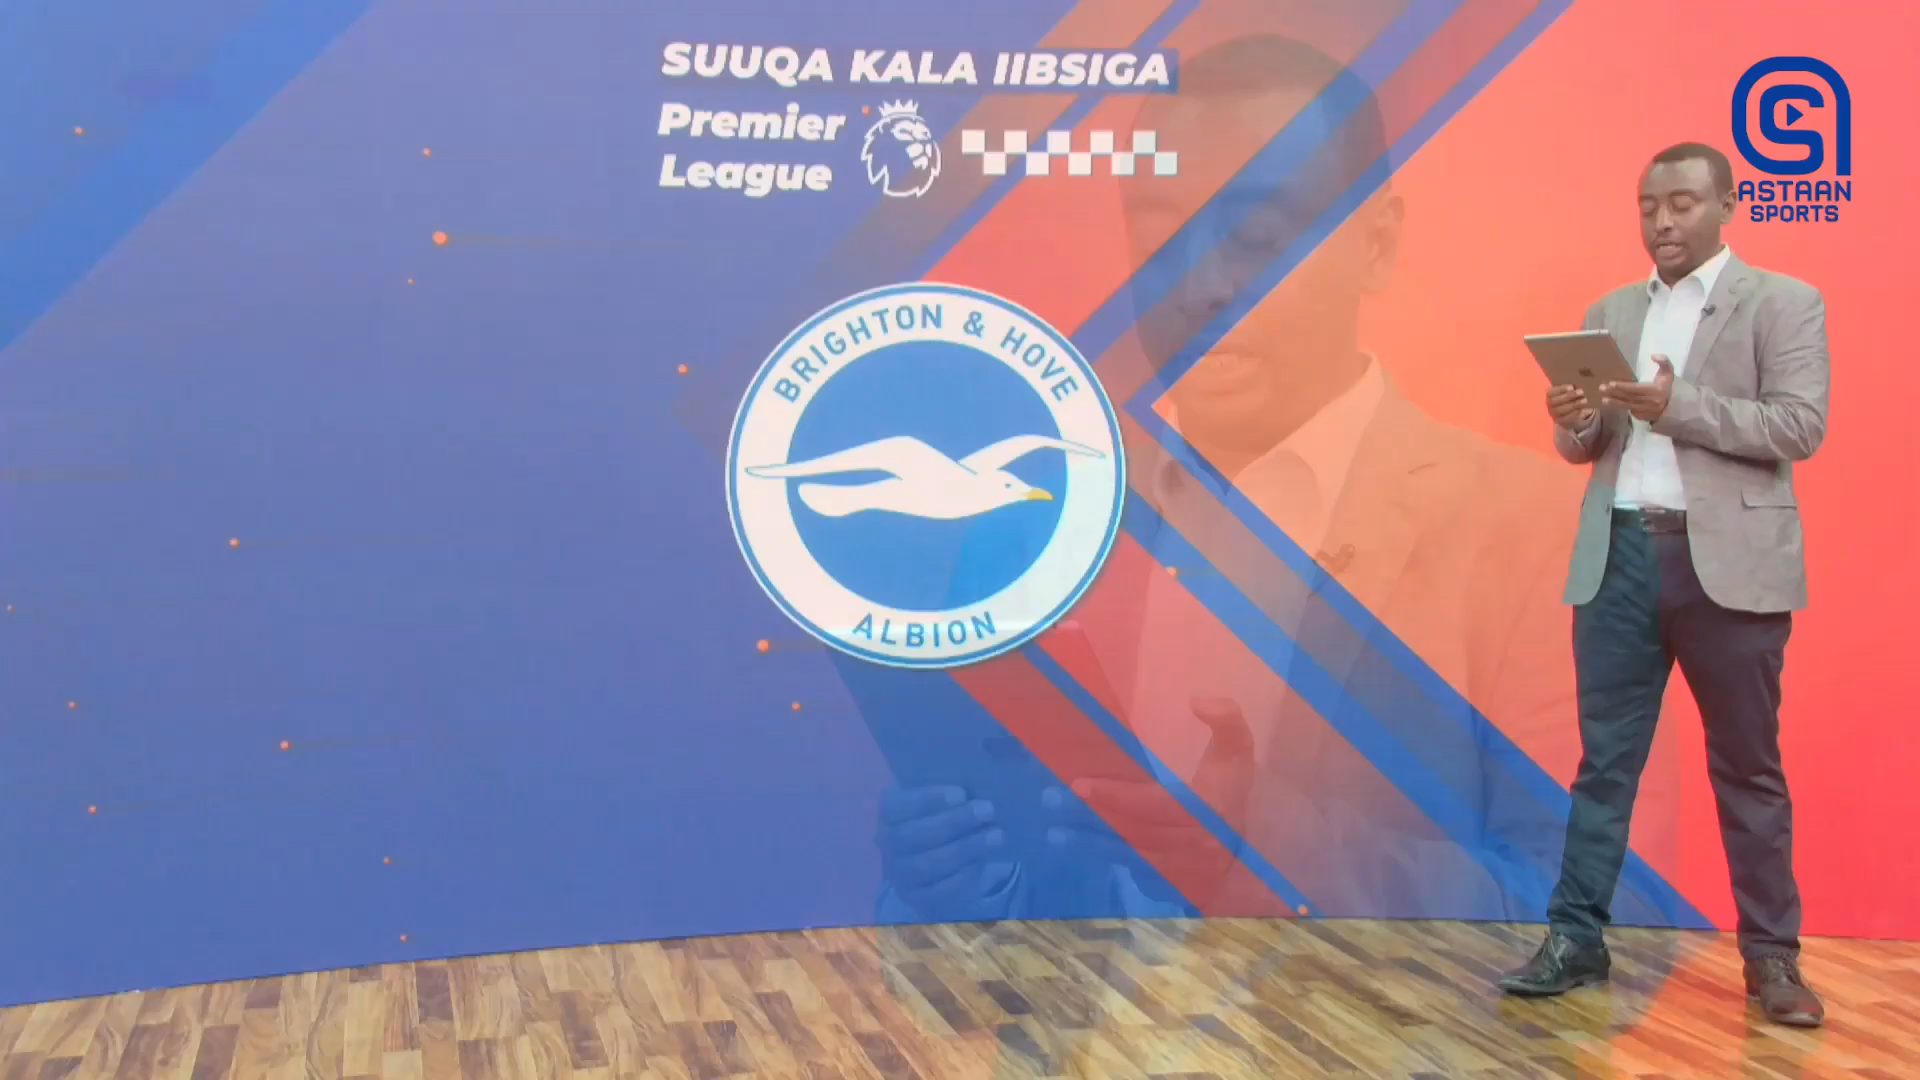 SUUQA KALA IIBSIGA
Premier
League
BRIGHTON & HOVE
ALBION
ASTAAN
SPORTS